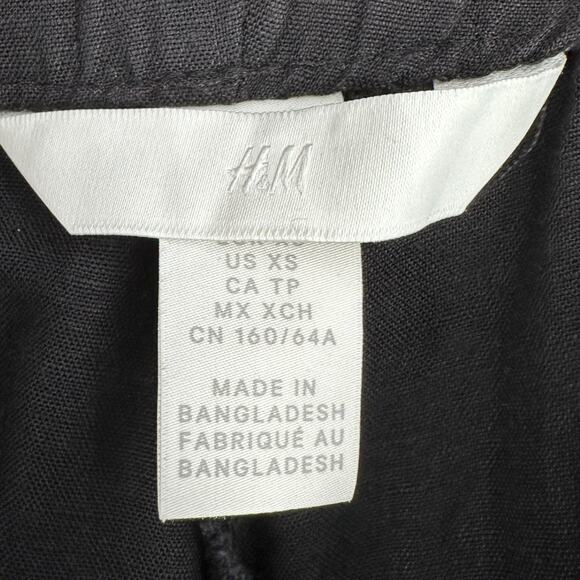 H&M
US XS
CA TP
MX XCH
CN 160/64A
MADE IN
BANGLADESH
FABRIQUÉ AU
BANGLADESH